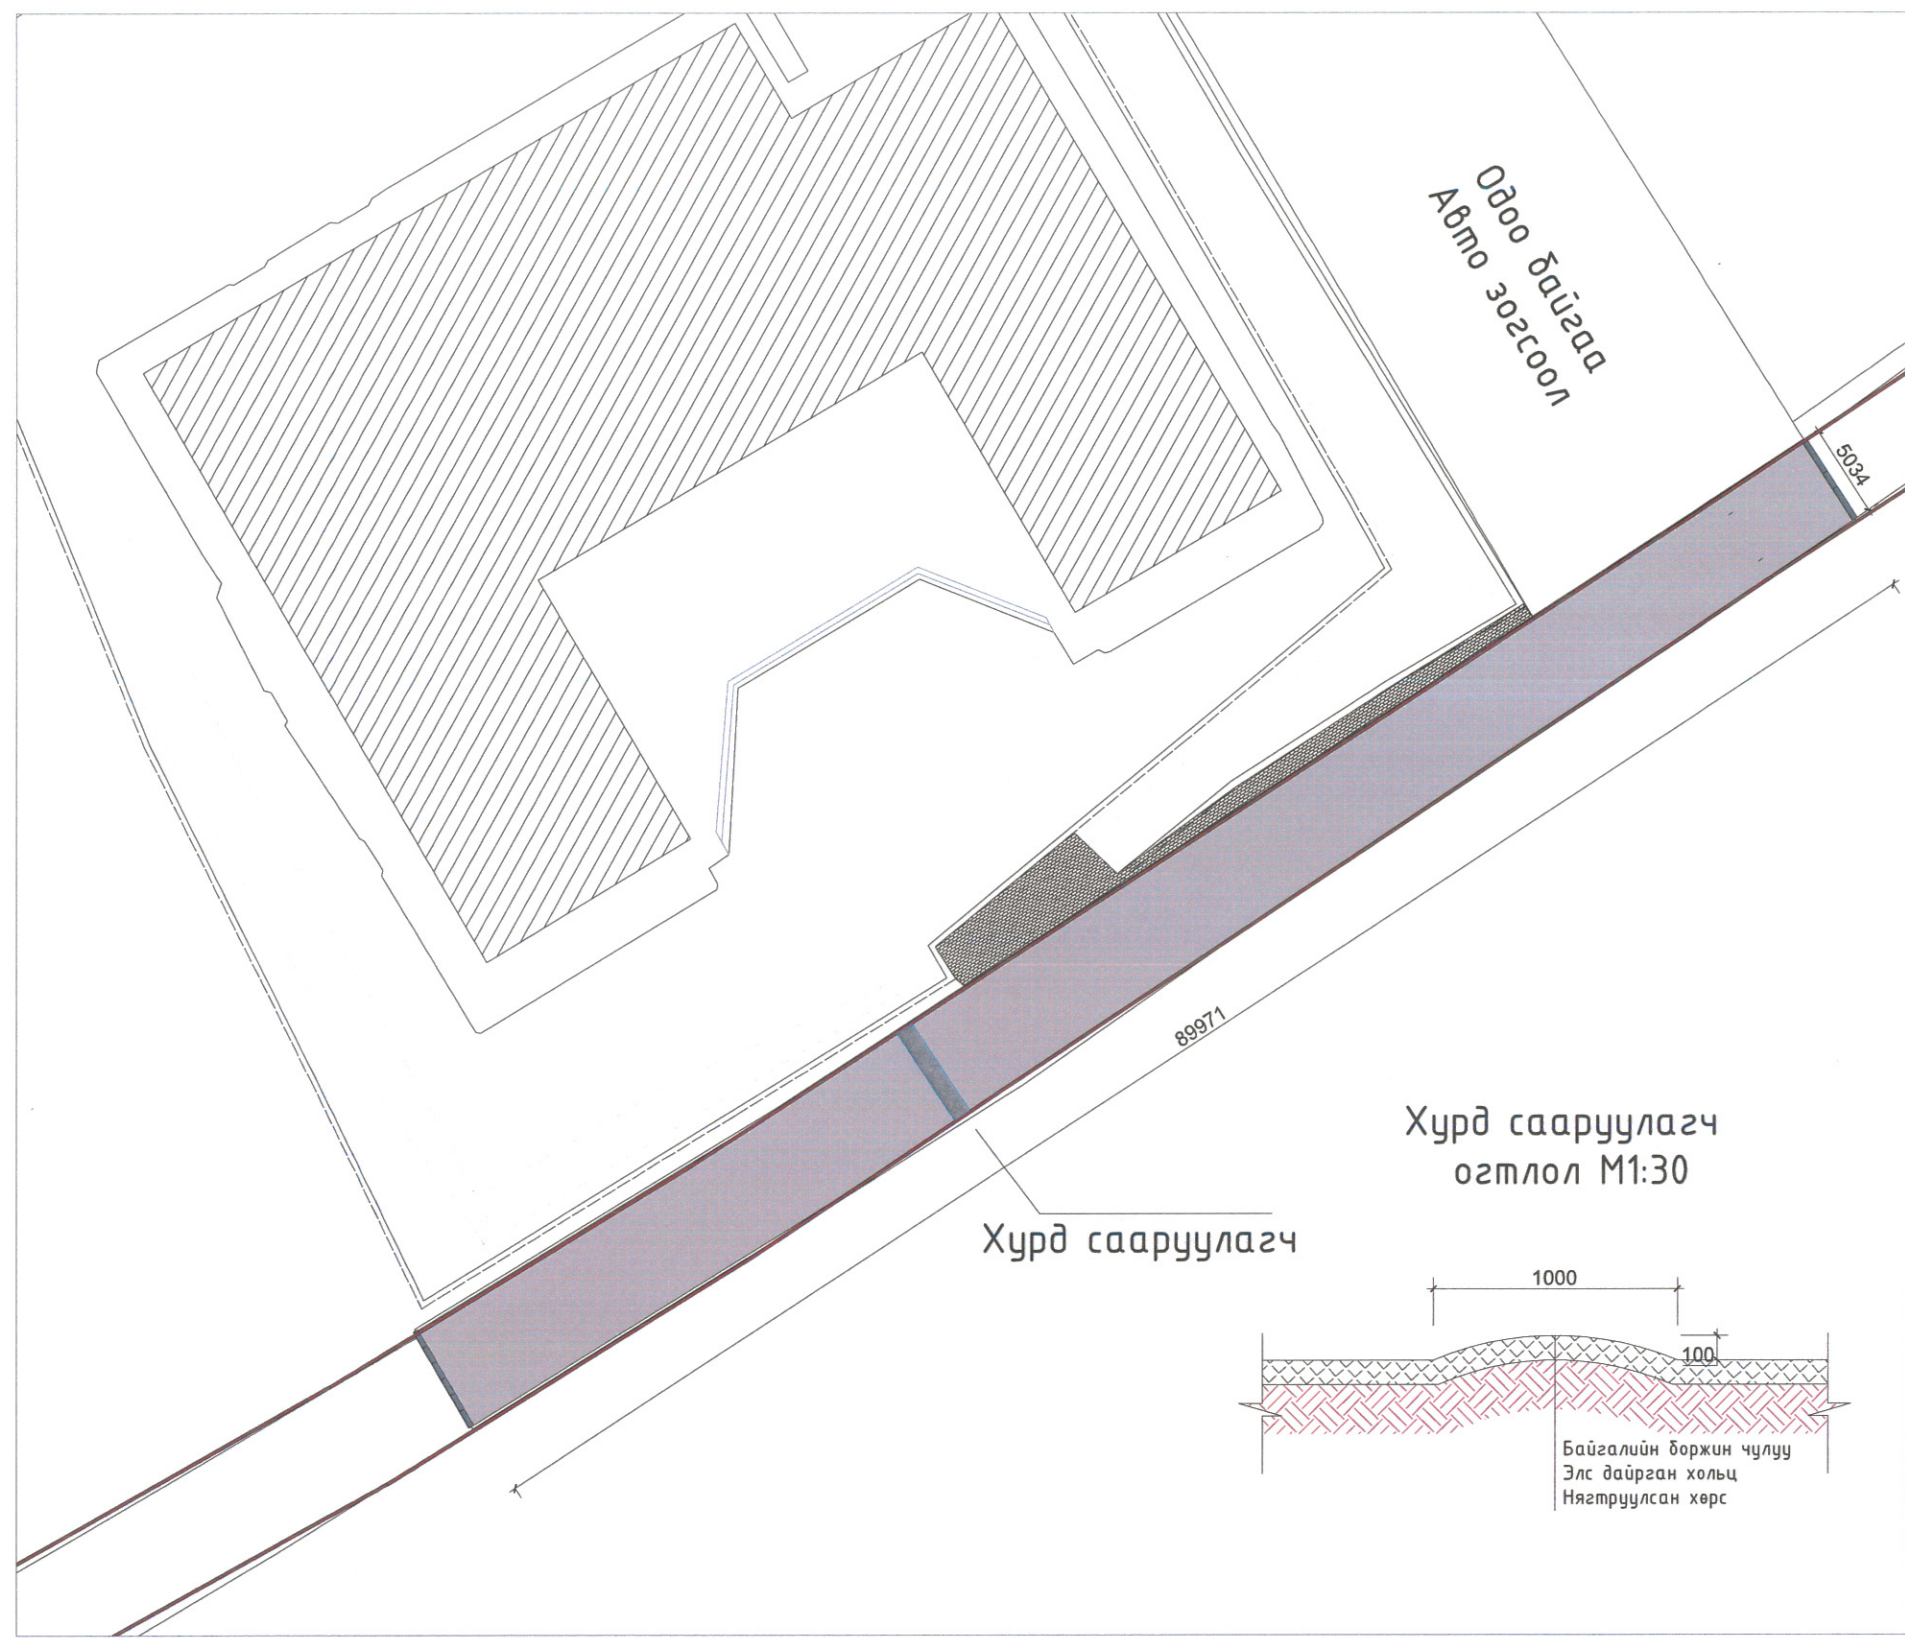 Одоо байгаа
Авто зогсоол
5034
89971
Хурд сааруулагч
Хурд сааруулагч
огтлол М1:30
1000
100
Байгалийн боржин чулуу
Элс дайрган хольц
Нягтруулсан хөрс